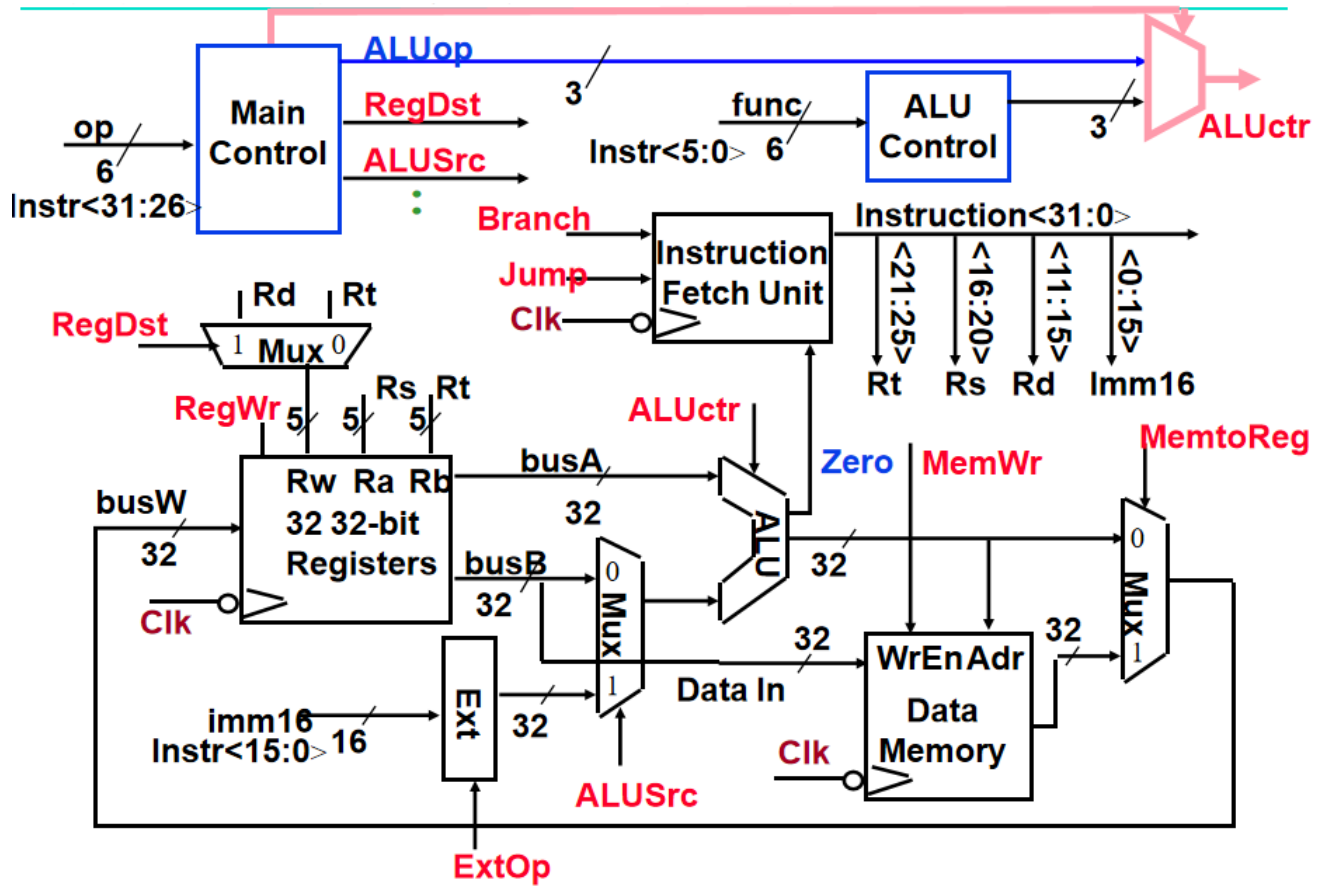 ALUop
3
RegDst
ALUSrc
:
op
6
Instr<31:26>
Main
Control
func
6
Instr<5:0>
ALU
Control
3
ALUctr
Branch
Jump
Clk
Instruction
Fetch Unit
Instruction<31:0>
<21:25>
<16:20>
<11:15>
<0:15>
Rt
Rs
Rd
Imm16
Rd
Rt
RegDst
1
Mux
0
RegWr
5
5
5
Rs
Rt
ALUctr
Zero
MemWr
MemtoReg
busW
32
Rw
Ra
Rb
32 32-bit
Registers
Clk
busA
32
busB
32
0
Mux
1
ALU
32
0
Mux
1
32
Data In
32
WrEn
Adr
Data
Memory
Clk
imm16
Instr<15:0>
16
Ext
32
ALUSrc
ExtOp